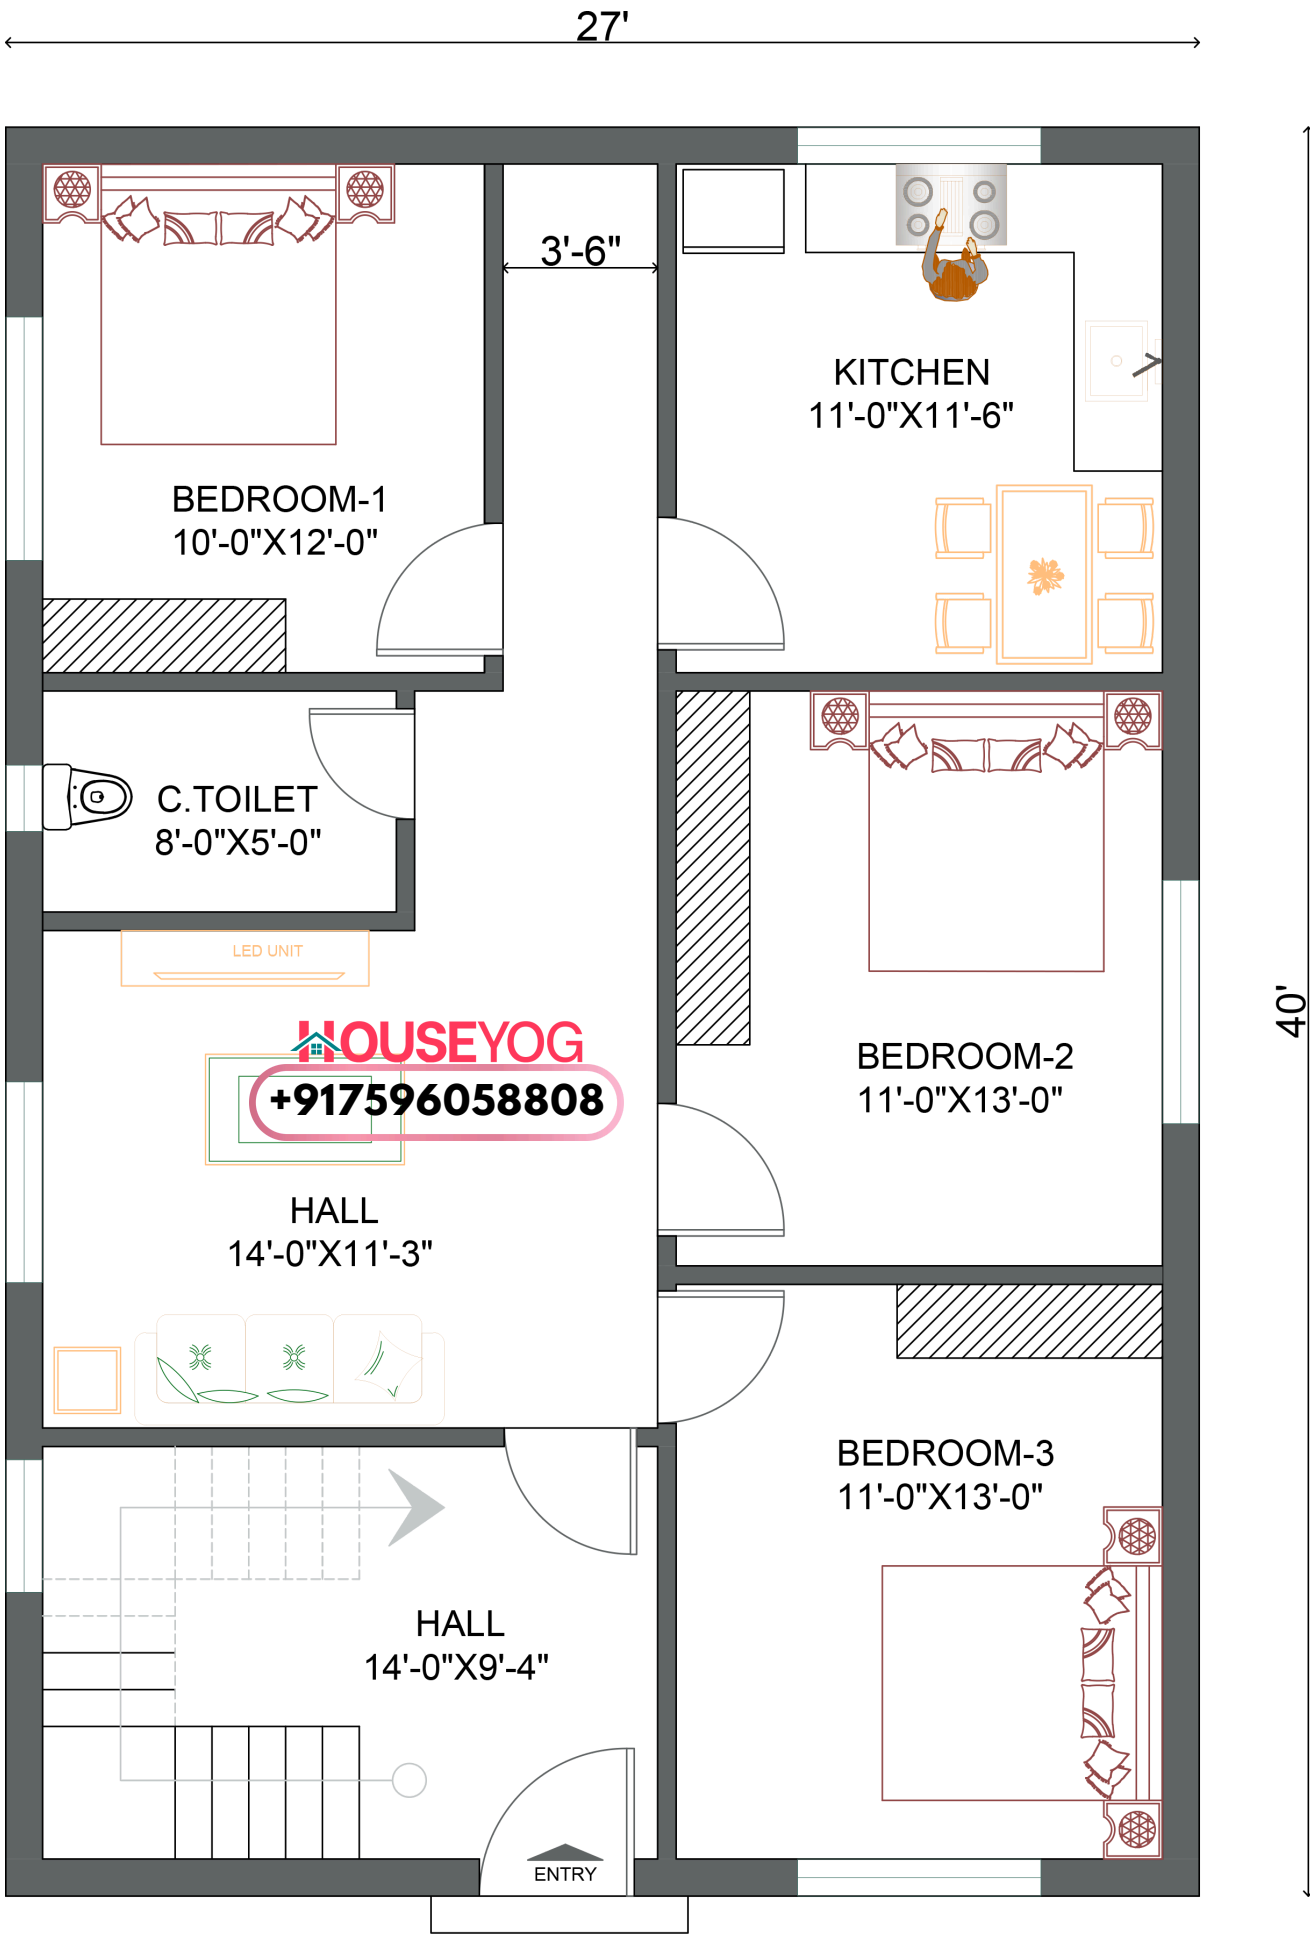 27'
3'-6"
KITCHEN
11'-0"X11'-6"
BEDROOM-1
10'-0"X12'-0"
C.TOILET
8'-0"X5'-0"
LED UNIT
40'
HOUSEYOG
+917596058808
BEDROOM-2
11'-0"X13'-0"
HALL
14'-0"X11'-3"
BEDROOM-3
11'-0"X13'-0"
HALL
14'-0"X9'-4"
ENTRY